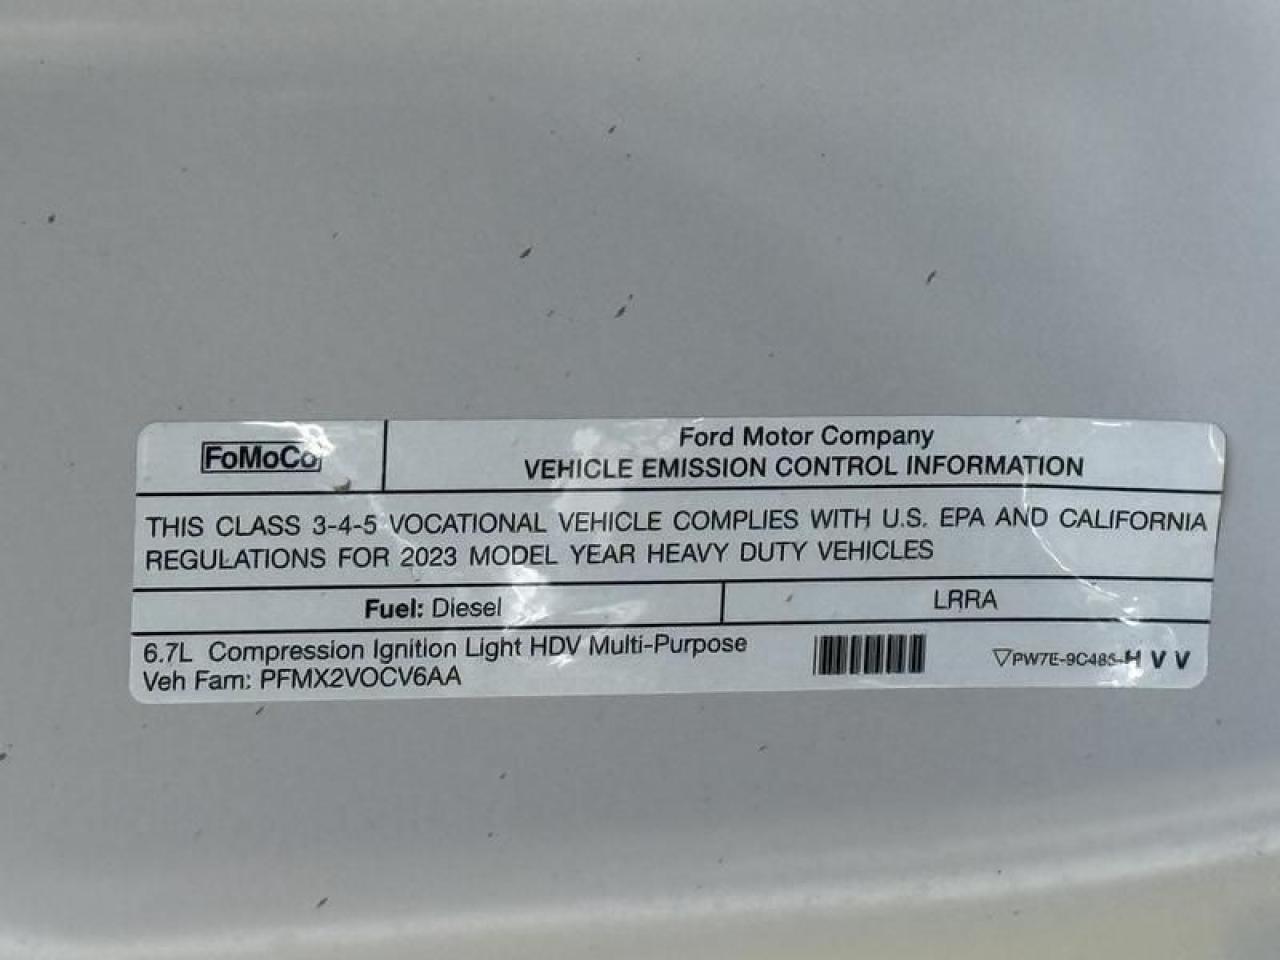 FoMoCo
Ford Motor Company
VEHICLE EMISSION CONTROL INFORMATION
THIS CLASS 3-4-5 VOCATIONAL VEHICLE COMPLIES WITH U.S. EPA AND CALIFORNIA
REGULATIONS FOR 2023 MODEL YEAR HEAVY DUTY VEHICLES
Fuel: Diesel
LRRA
6.7L Compression Ignition Light HDV Multi-Purpose
Veh Fam: PFMX2VOCV6AA
PW7E-9C485-H V V